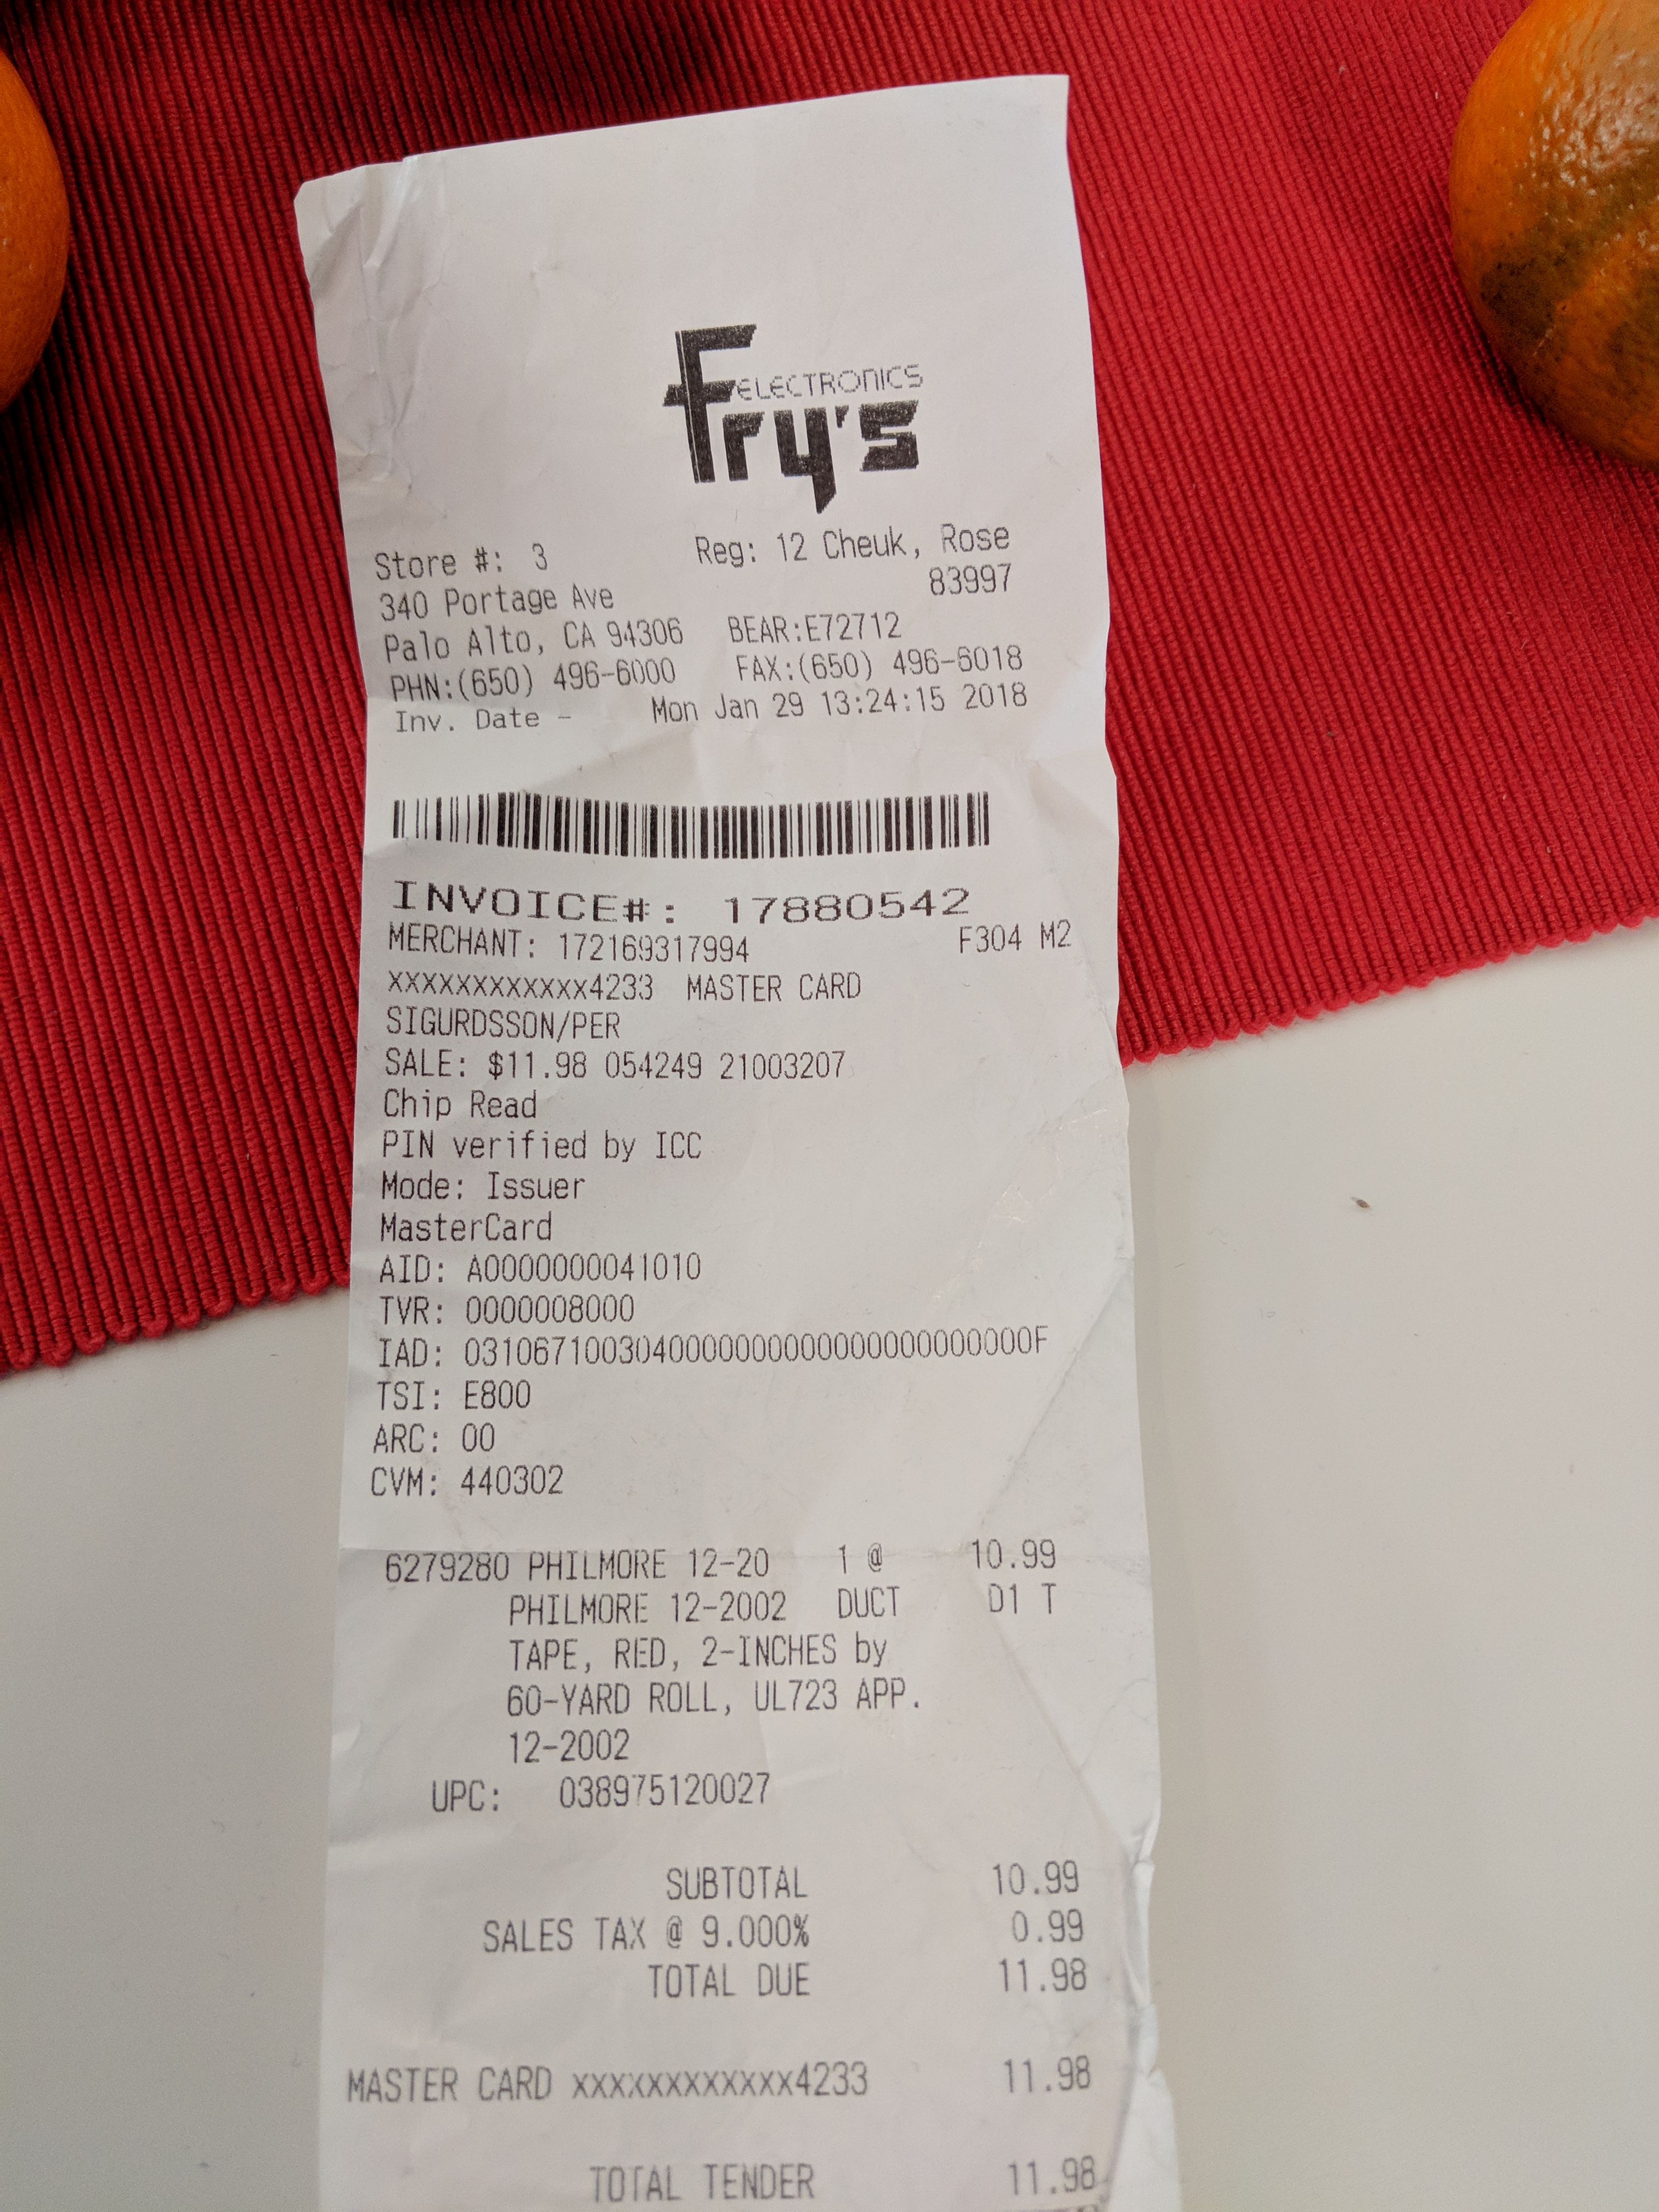 Fry's ELECTRONICS
Store #: 3 Reg: 12 Cheuk, Rose
340 Portage Ave 83997
Palo Alto, CA 94306 BEAR:E72712
PHN:(650) 496-6000 FAX:(650) 496-6018
Inv. Date - Mon Jan 29 13:24:15 2018
INVOICE#: 17880542
MERCHANT: 172169317994 F304 M2
XXXXXXXXXXXX4233 MASTER CARD
SIGURDSSON/PER
SALE: $11.98 054249 21003207
Chip Read
PIN verified by ICC
Mode: Issuer
MasterCard
AID: A0000000041010
TVR: 0000008000
IAD:
TSI: E800
ARC: 00
CVM: 440302
6279280 PHILMORE 12-20 1 @ 10.99
PHILMORE 12-2002 DUCT D1 T
TAPE, RED, 2-INCHES by
60-YARD ROLL, UL723 APP.
12-2002
UPC: 038975120027
SUBTOTAL 10.99
SALES TAX @ 9.000% 0.99
TOTAL DUE 11.98
MASTER CARD XXXXXXXXXXXX4233 11.98
TOTAL TENDER 11.98